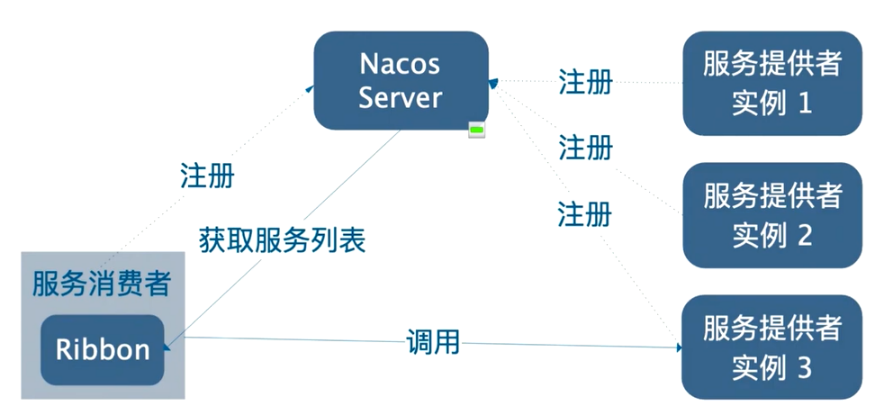 Nacos
Server
服务提供者
实例 1
注册
注册
注册
注册
服务提供者
实例 2
获取服务列表
服务消费者
Ribbon
调用
服务提供者
实例 3